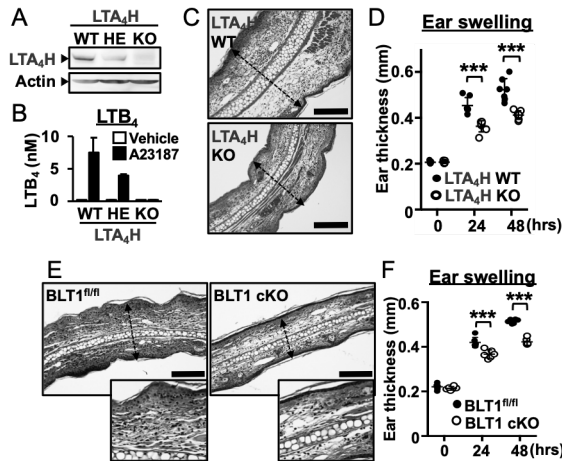 A
LTA4H
WT HE KO
LTA4H
Actin
B
LTB4
LTB4 (nM)
10
5
0
Vehicle
A23187
WT HE KO
LTA4H
C
LTA4H
WT
LTA4H
KO
D
Ear swelling
Ear thickness (mm)
0.6
0.4
0.2
0
***
***
LTA4H WT
LTA4H KO
0 24 48 (hrs)
E
BLT1fl/fl
BLT1 cKO
F
Ear swelling
Ear thickness (mm)
0.6
0.4
0.2
0
***
***
BLT1fl/fl
BLT1 cKO
0 24 48 (hrs)